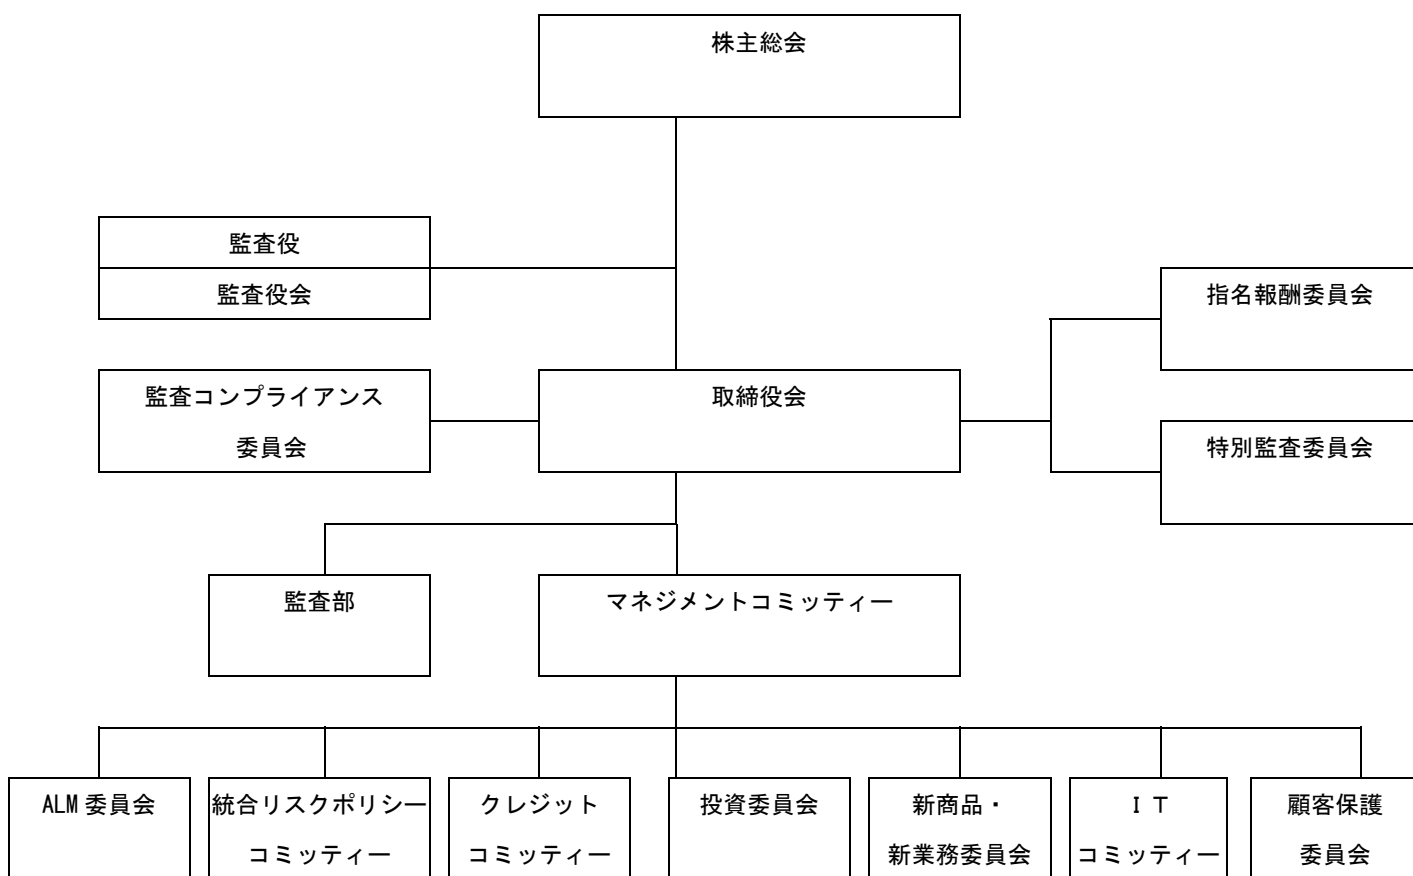 株主総会
監査役
監査役会
指名報酬委員会
監査コンプライアンス
委員会
取締役会
特別監査委員会
監査部
マネジメントコミッティー
ALM 委員会
統合リスクポリシー
コミッティー
クレジット
コミッティー
投資委員会
新商品・
新業務委員会
ＩＴ
コミッティー
顧客保護
委員会